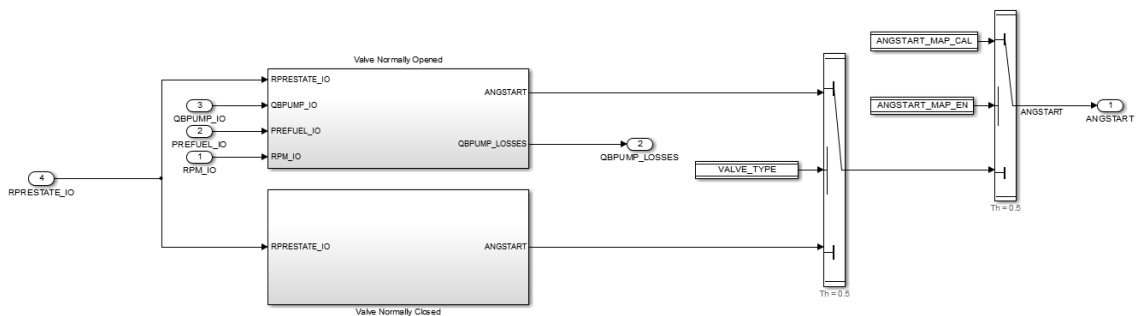 ANGSTART_MAP_CAL
Valve Normally Opened
RPRESTATE_IO
ANGSTART
3
QBPUMP_IO
QBPUMP_IO
ANGSTART_MAP_EN
1
ANGSTART
ANGSTART
2
PREFUEL_IO
PREFUEL_IO
QBPUMP_LOSSES
2
QBPUMP_LOSSES
1
RPM_IO
RPM_IO
VALVE_TYPE
4
RPRESTATE_IO
Th = 0.5
RPRESTATE_IO
ANGSTART
Th = 0.5
Valve Normally Closed